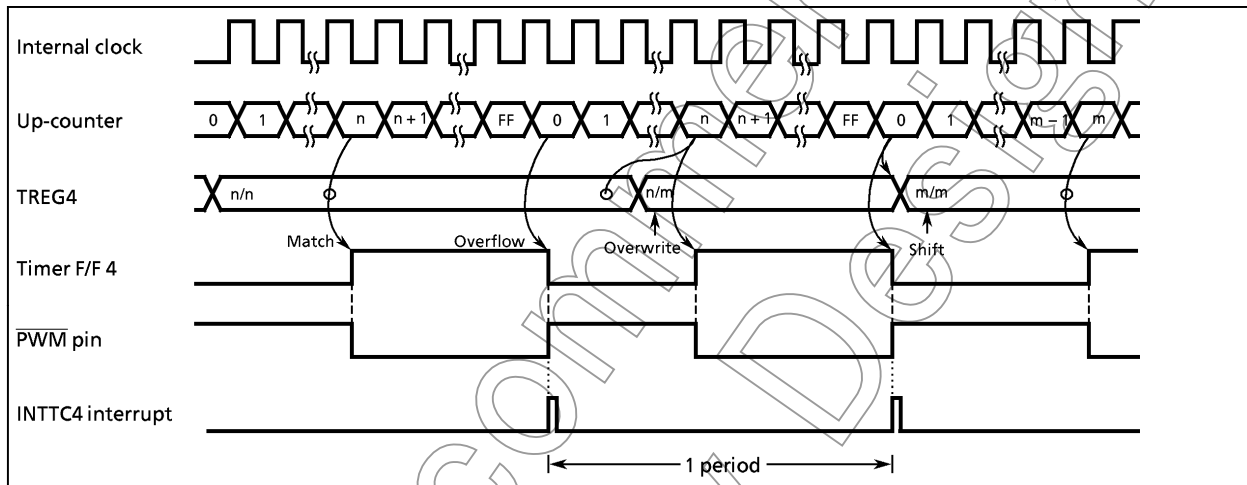 Internal clock
Up-counter
0 1 n n + 1 FF 0 1 n n + 1 FF 0 1 m − 1 m
TREG4
n/n n/m m/m
Match Overflow Overwrite Shift
Timer F/F 4
PWM pin
INTTC4 interrupt
1 period